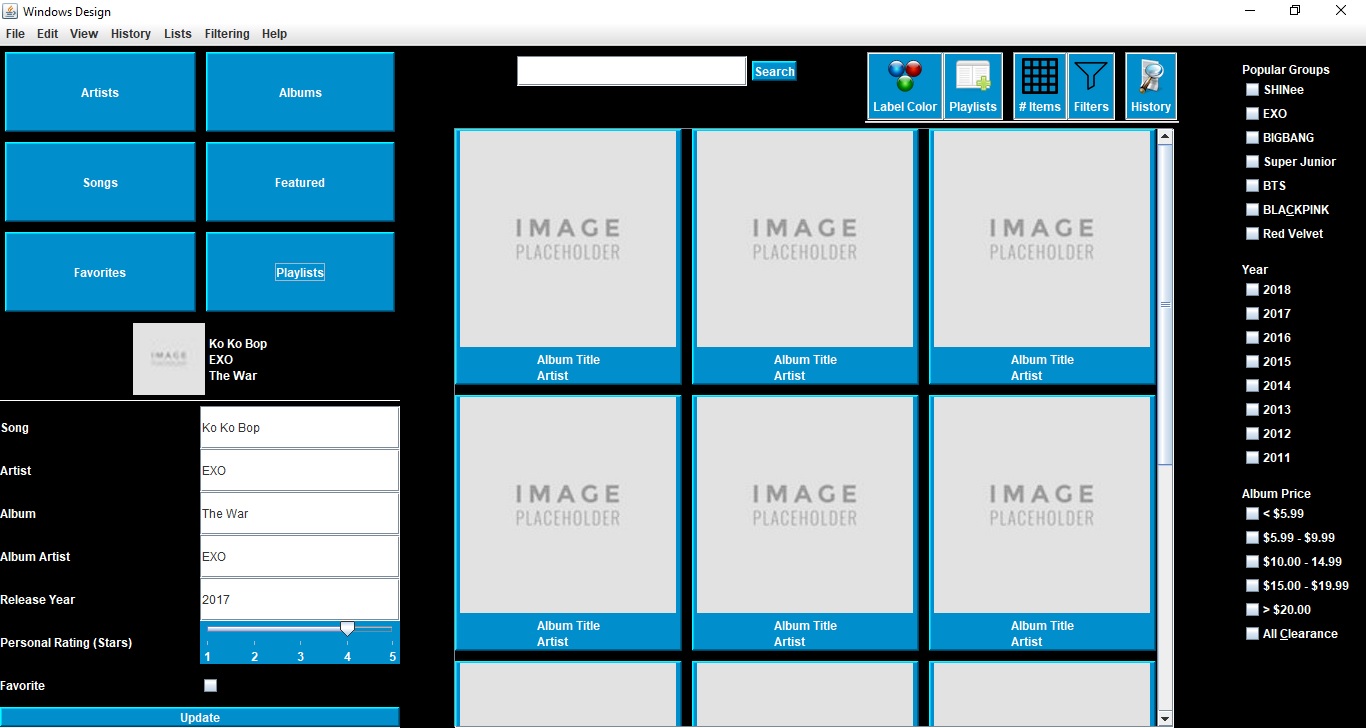 Windows Design
File Edit View History Lists Filtering Help
Artists
Albums
Songs
Featured
Favorites
Playlists
IMAGE
PLACEHOLDER
Ko Ko Bop
EXO
The War
Song Ko Ko Bop
Artist EXO
Album The War
Album Artist EXO
Release Year 2017
Personal Rating (Stars)
1 2 3 4 5
Favorite
Update
Search
Label Color
Playlists
# Items
Filters
History
IMAGE
PLACEHOLDER
Album Title
Artist
IMAGE
PLACEHOLDER
Album Title
Artist
IMAGE
PLACEHOLDER
Album Title
Artist
IMAGE
PLACEHOLDER
Album Title
Artist
IMAGE
PLACEHOLDER
Album Title
Artist
IMAGE
PLACEHOLDER
Album Title
Artist
Popular Groups
SHINee
EXO
BIGBANG
Super Junior
BTS
BLACKPINK
Red Velvet
Year
2018
2017
2016
2015
2014
2013
2012
2011
Album Price
< $5.99
$5.99 - $9.99
$10.00 - 14.99
$15.00 - $19.99
> $20.00
All Clearance